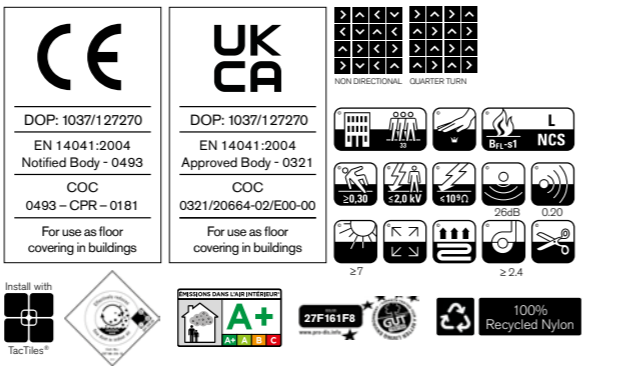 CE
DOP: 1037/127270
EN 14041:2004
Notified Body - 0493
COC
0493 – CPR – 0181
For use as floor
covering in buildings
UK
CA
DOP: 1037/127270
EN 14041:2004
Approved Body - 0321
COC
0321/20664-02/E00-00
For use as floor
covering in buildings
NON DIRECTIONAL
QUARTER TURN
33
BFL-s1
L
NCS
≥0,30
≤2,0 kV
≤10⁹Ω
26dB
0.20
≥7
≥ 2.4
Install with
TacTiles®
ÉMISSIONS DANS L'AIR INTÉRIEUR*
A+
A+ A B C
27F161F8
www.pro-dis.info
GUT
100%
Recycled Nylon